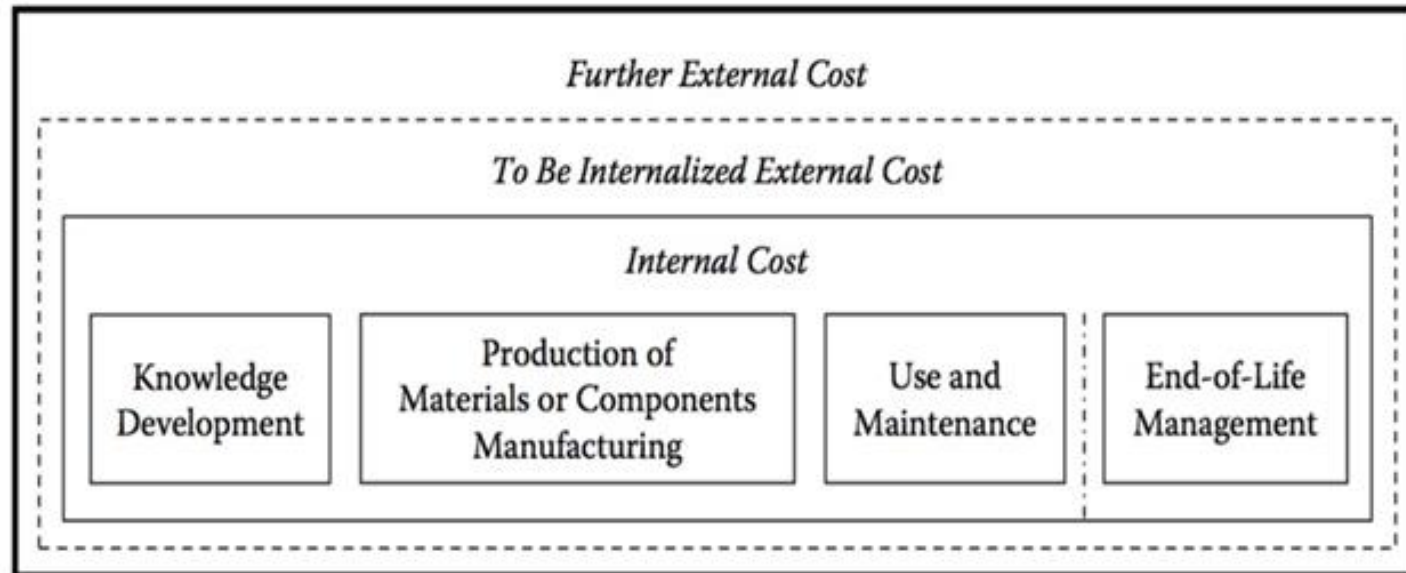 Further External Cost
To Be Internalized External Cost
Internal Cost
Knowledge
Development
Production of
Materials or Components
Manufacturing
Use and
Maintenance
End-of-Life
Management